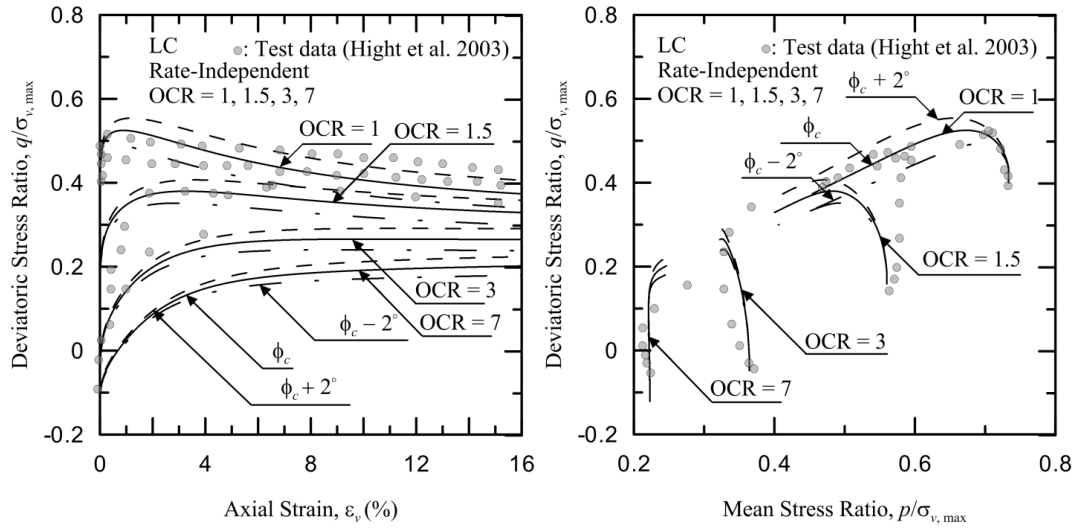 0.8
0.6
0.4
0.2
0
-0.2
0
4
8
12
16
Deviatoric Stress Ratio, q/σv, max
Axial Strain, εv (%)
LC
: Test data (Hight et al. 2003)
Rate-Independent
OCR = 1, 1.5, 3, 7
OCR = 1
OCR = 1.5
OCR = 3
OCR = 7
ϕc − 2°
ϕc
ϕc + 2°
0.8
0.6
0.4
0.2
0
-0.2
0.2
0.4
0.6
0.8
Deviatoric Stress Ratio, q/σv, max
Mean Stress Ratio, p/σv, max
LC
: Test data (Hight et al. 2003)
Rate-Independent
OCR = 1, 1.5, 3, 7
ϕc + 2°
OCR = 1
ϕc
ϕc − 2°
OCR = 1.5
OCR = 3
OCR = 7